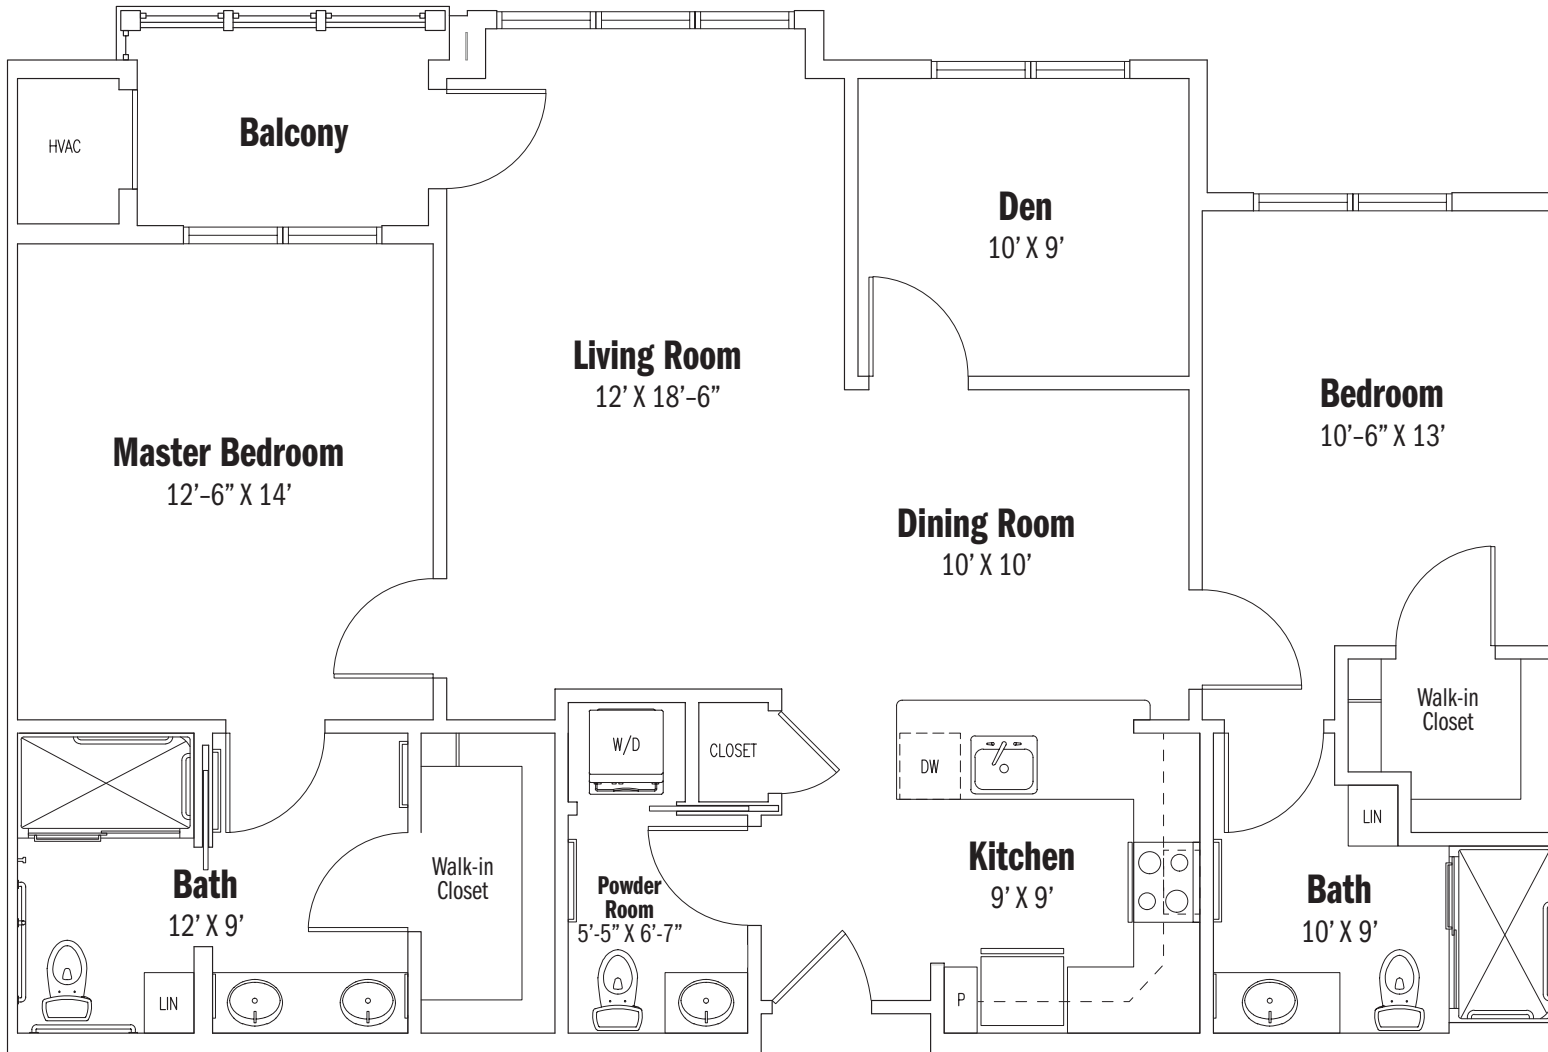 HVAC
Balcony
Den
10’ X 9’
Living Room
12’ X 18’–6”
Bedroom
10’–6” X 13’
Master Bedroom
12’–6” X 14’
Dining Room
10’ X 10’
Walk-in
Closet
W/D
CLOSET
DW
LIN
Bath
12’ X 9’
Walk-in
Closet
Powder
Room
5’-5” X 6’-7”
Kitchen
9’ X 9’
Bath
10’ X 9’
LIN
P